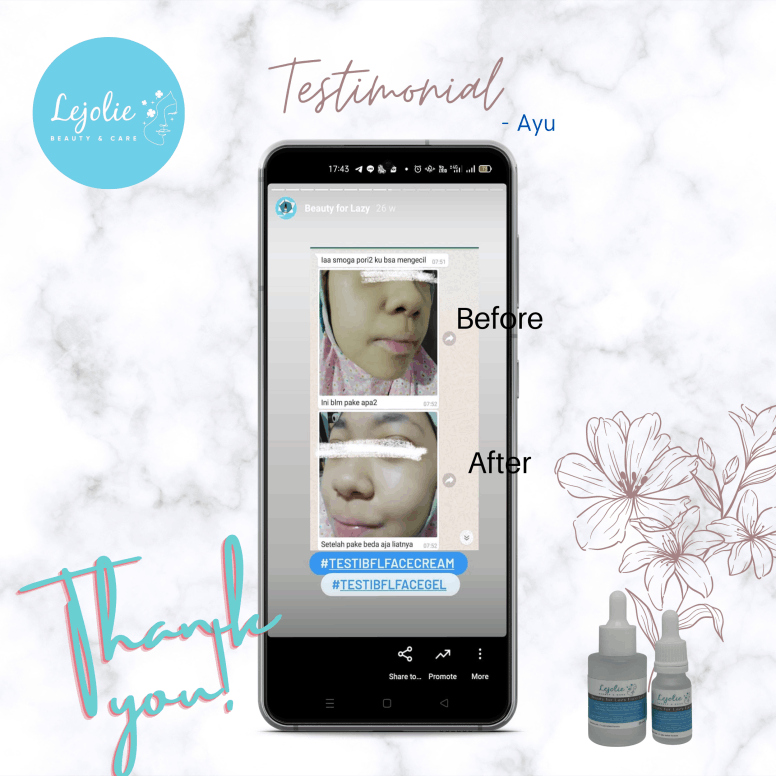 Lejolie
BEAUTY & CARE
Testimonial
- Ayu
17:43
Beauty for Lazy 26 w
Iaa smoga pori2 ku bsa mengecil 07:51
Before
Ini blm pake apa2 07:52
After
Setelah pake beda aja liatnya 07:52
#TESTIBFLFACECREAM
#TESTIBFLFACEGEL
Thank
you!
Share to... Promote More
Lejolie
Lejolie